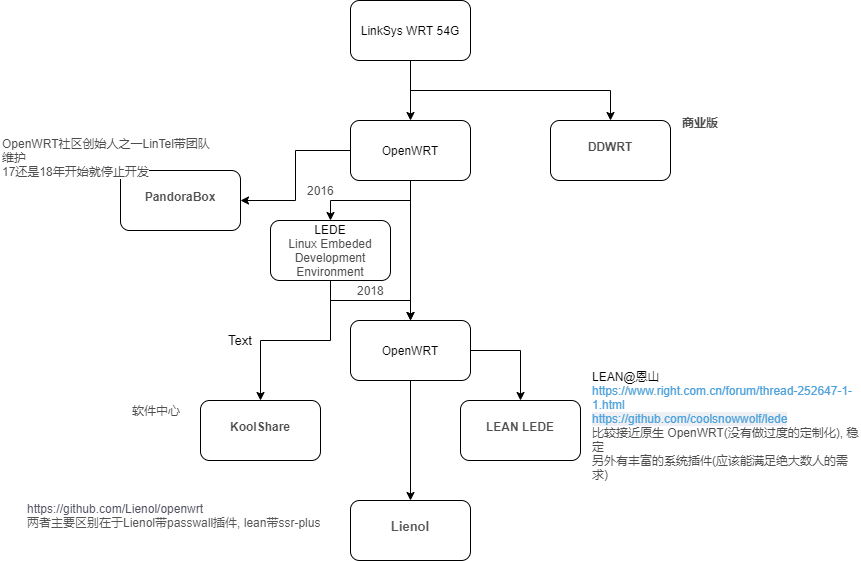 LinkSys WRT 54G
商业版
OpenWRT社区创始人之一LinTel带团队
维护
17还是18年开始就停止开发
OpenWRT
DDWRT
PandoraBox
2016
LEDE
Linux Embeded
Development
Environment
2018
Text
OpenWRT
LEAN@恩山
https://www.right.com.cn/forum/thread-252647-1-
1.html
https://github.com/coolsnowwolf/lede
比较接近原生 OpenWRT(没有做过度的定制化), 稳
定
另外有丰富的系统插件(应该能满足绝大数人的需
求)
软件中心
KoolShare
LEAN LEDE
https://github.com/Lienol/openwrt
两者主要区别在于Lienol带passwall插件, lean带ssr-plus
Lienol